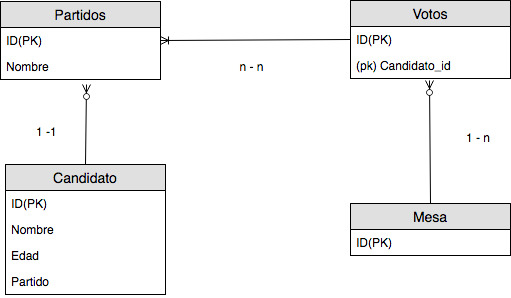 Partidos
ID(PK)
Nombre
Votos
ID(PK)
(pk) Candidato_id
n - n
1 -1
1 - n
Candidato
ID(PK)
Nombre
Edad
Partido
Mesa
ID(PK)